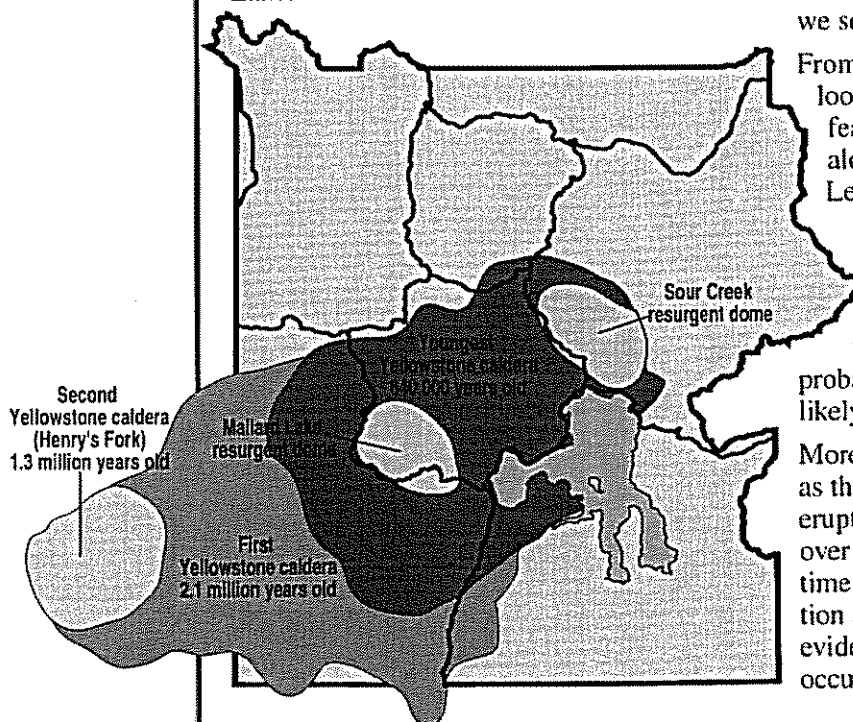 we s
From
loo
fea
alo
Le
Sour Creek
resurgent dome
Youngest
Yellowstone caldera
640,000 years old
proba
likely
Second
Yellowstone caldera
(Henry's Fork)
1.3 million years old
Mallard Lake
resurgent dome
More
as th
erupt
over
time
tion
evide
occu
First
Yellowstone caldera
2.1 million years old